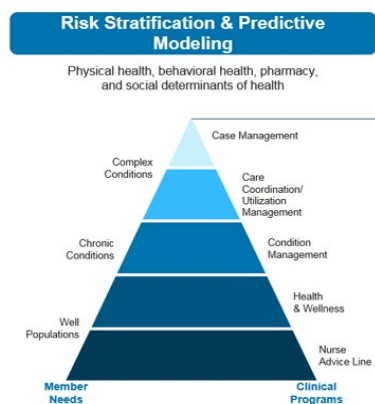 Risk Stratification & Predictive
Modeling
Physical health, behavioral health, pharmacy,
and social determinants of health
Case Management
Complex
Conditions
Care
Coordination/
Utilization
Management
Chronic
Conditions
Condition
Management
Health
& Wellness
Well
Populations
Nurse
Advice Line
Member
Needs
Clinical
Programs